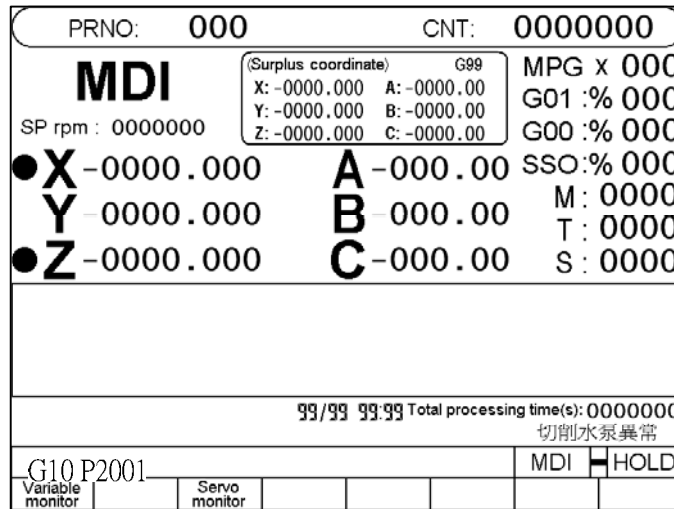 PRNO: 000 CNT: 0000000
MDI
SP rpm : 0000000
(Surplus coordinate) G99
X: -0000.000 A: -0000.00
Y: -0000.000 B: -0000.00
Z: -0000.000 C: -0000.00
MPG X 000
G01 :% 000
G00 :% 000
SSO:% 000
M : 0000
T : 0000
S : 0000
X -0000.000 A -000.00
Y -0000.000 B -000.00
Z -0000.000 C -000.00
99/99 99:99 Total processing time(s): 0000000
切削水泵異常
MDI HOLD
G10 P2001
Variable monitor
Servo monitor